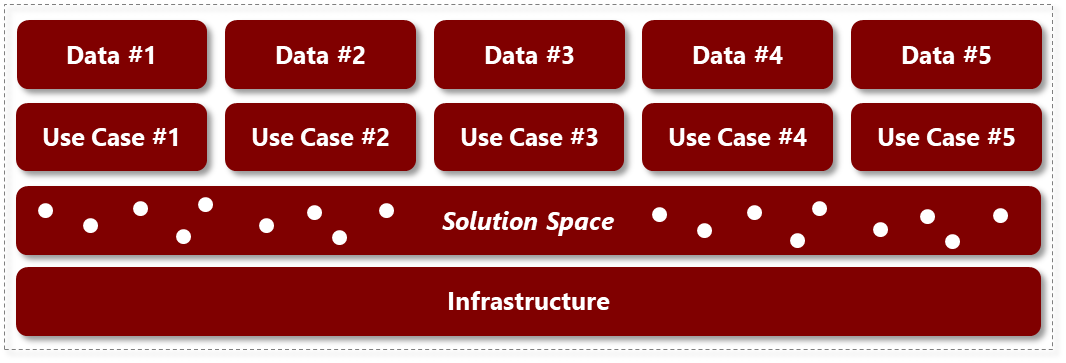 Data #1
Data #2
Data #3
Data #4
Data #5
Use Case #1
Use Case #2
Use Case #3
Use Case #4
Use Case #5
Solution Space
Infrastructure